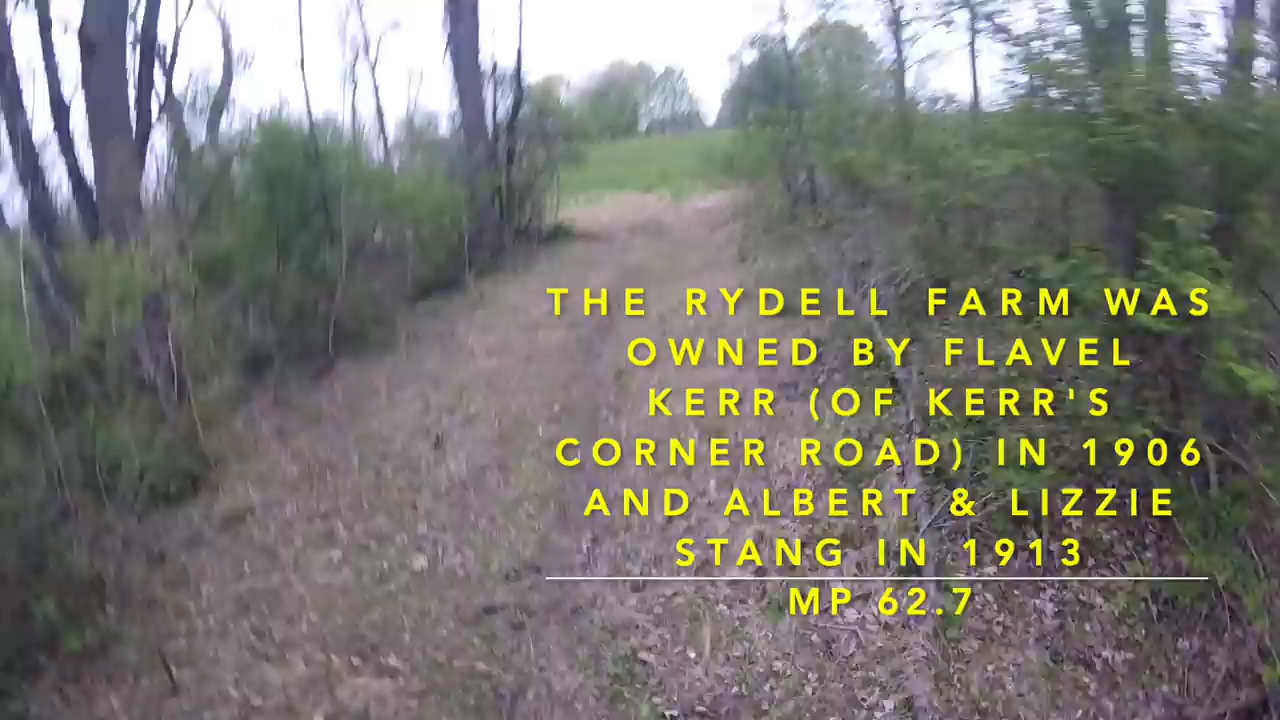 THE RYDELL FARM WAS
OWNED BY FLAVEL
KERR (OF KERR'S
CORNER ROAD) IN 1906
AND ALBERT & LIZZIE
STANG IN 1913
MP 62.7